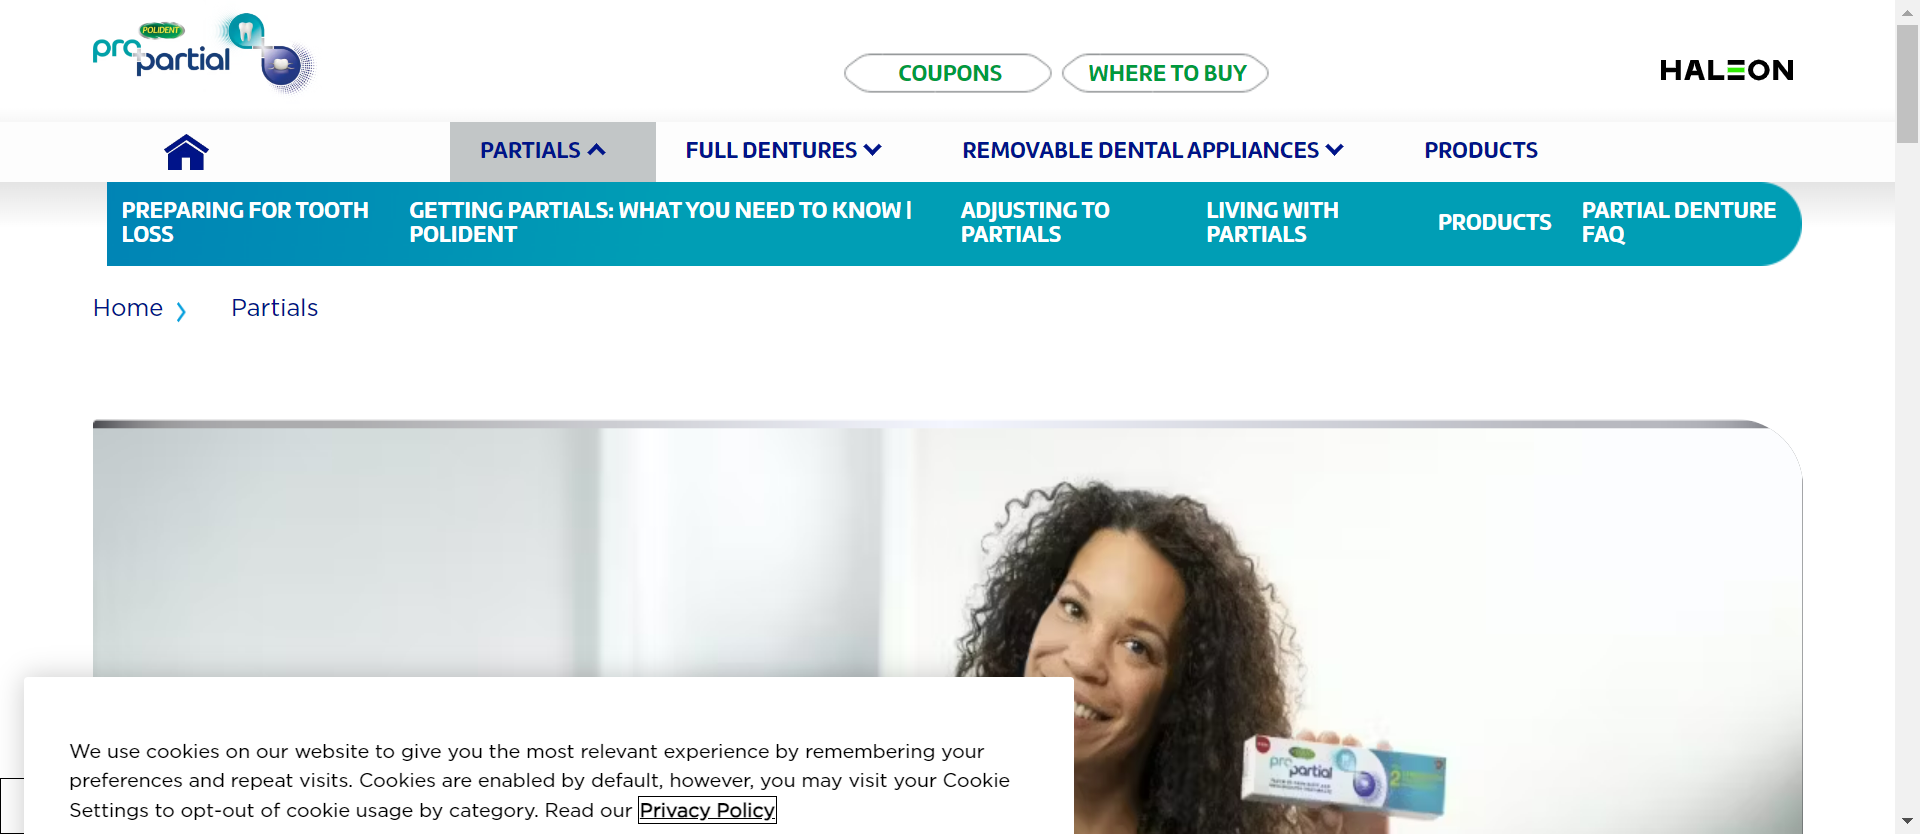 POLIDENT
pro
partial
COUPONS
WHERE TO BUY
HALEON
PARTIALS
FULL DENTURES
REMOVABLE DENTAL APPLIANCES
PRODUCTS
PREPARING FOR TOOTH
LOSS
GETTING PARTIALS: WHAT YOU NEED TO KNOW |
POLIDENT
ADJUSTING TO
PARTIALS
LIVING WITH
PARTIALS
PRODUCTS
PARTIAL DENTURE
FAQ
Home
Partials
pro
partial
2
We use cookies on our website to give you the most relevant experience by remembering your
preferences and repeat visits. Cookies are enabled by default, however, you may visit your Cookie
Settings to opt-out of cookie usage by category. Read our Privacy Policy